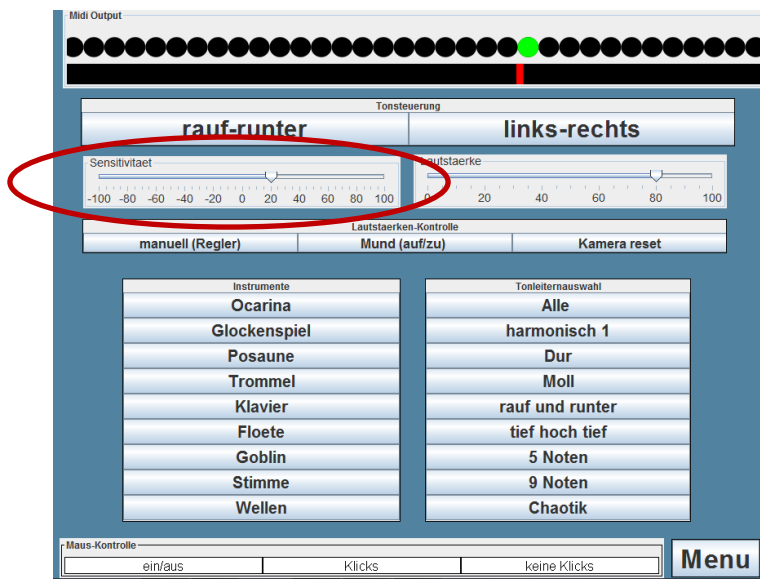 Midi Output
Tonsteuerung
rauf-runter links-rechts
Sensitivitaet Lautstaerke
-100 -80 -60 -40 -20 0 20 40 60 80 100 0 20 40 60 80 100
Lautstaerken-Kontrolle
manuell (Regler) Mund (auf/zu) Kamera reset
Instrumente
Ocarina
Glockenspiel
Posaune
Trommel
Klavier
Floete
Goblin
Stimme
Wellen
Tonleiternauswahl
Alle
harmonisch 1
Dur
Moll
rauf und runter
tief hoch tief
5 Noten
9 Noten
Chaotik
Maus-Kontrolle
ein/aus Klicks keine Klicks
Menu